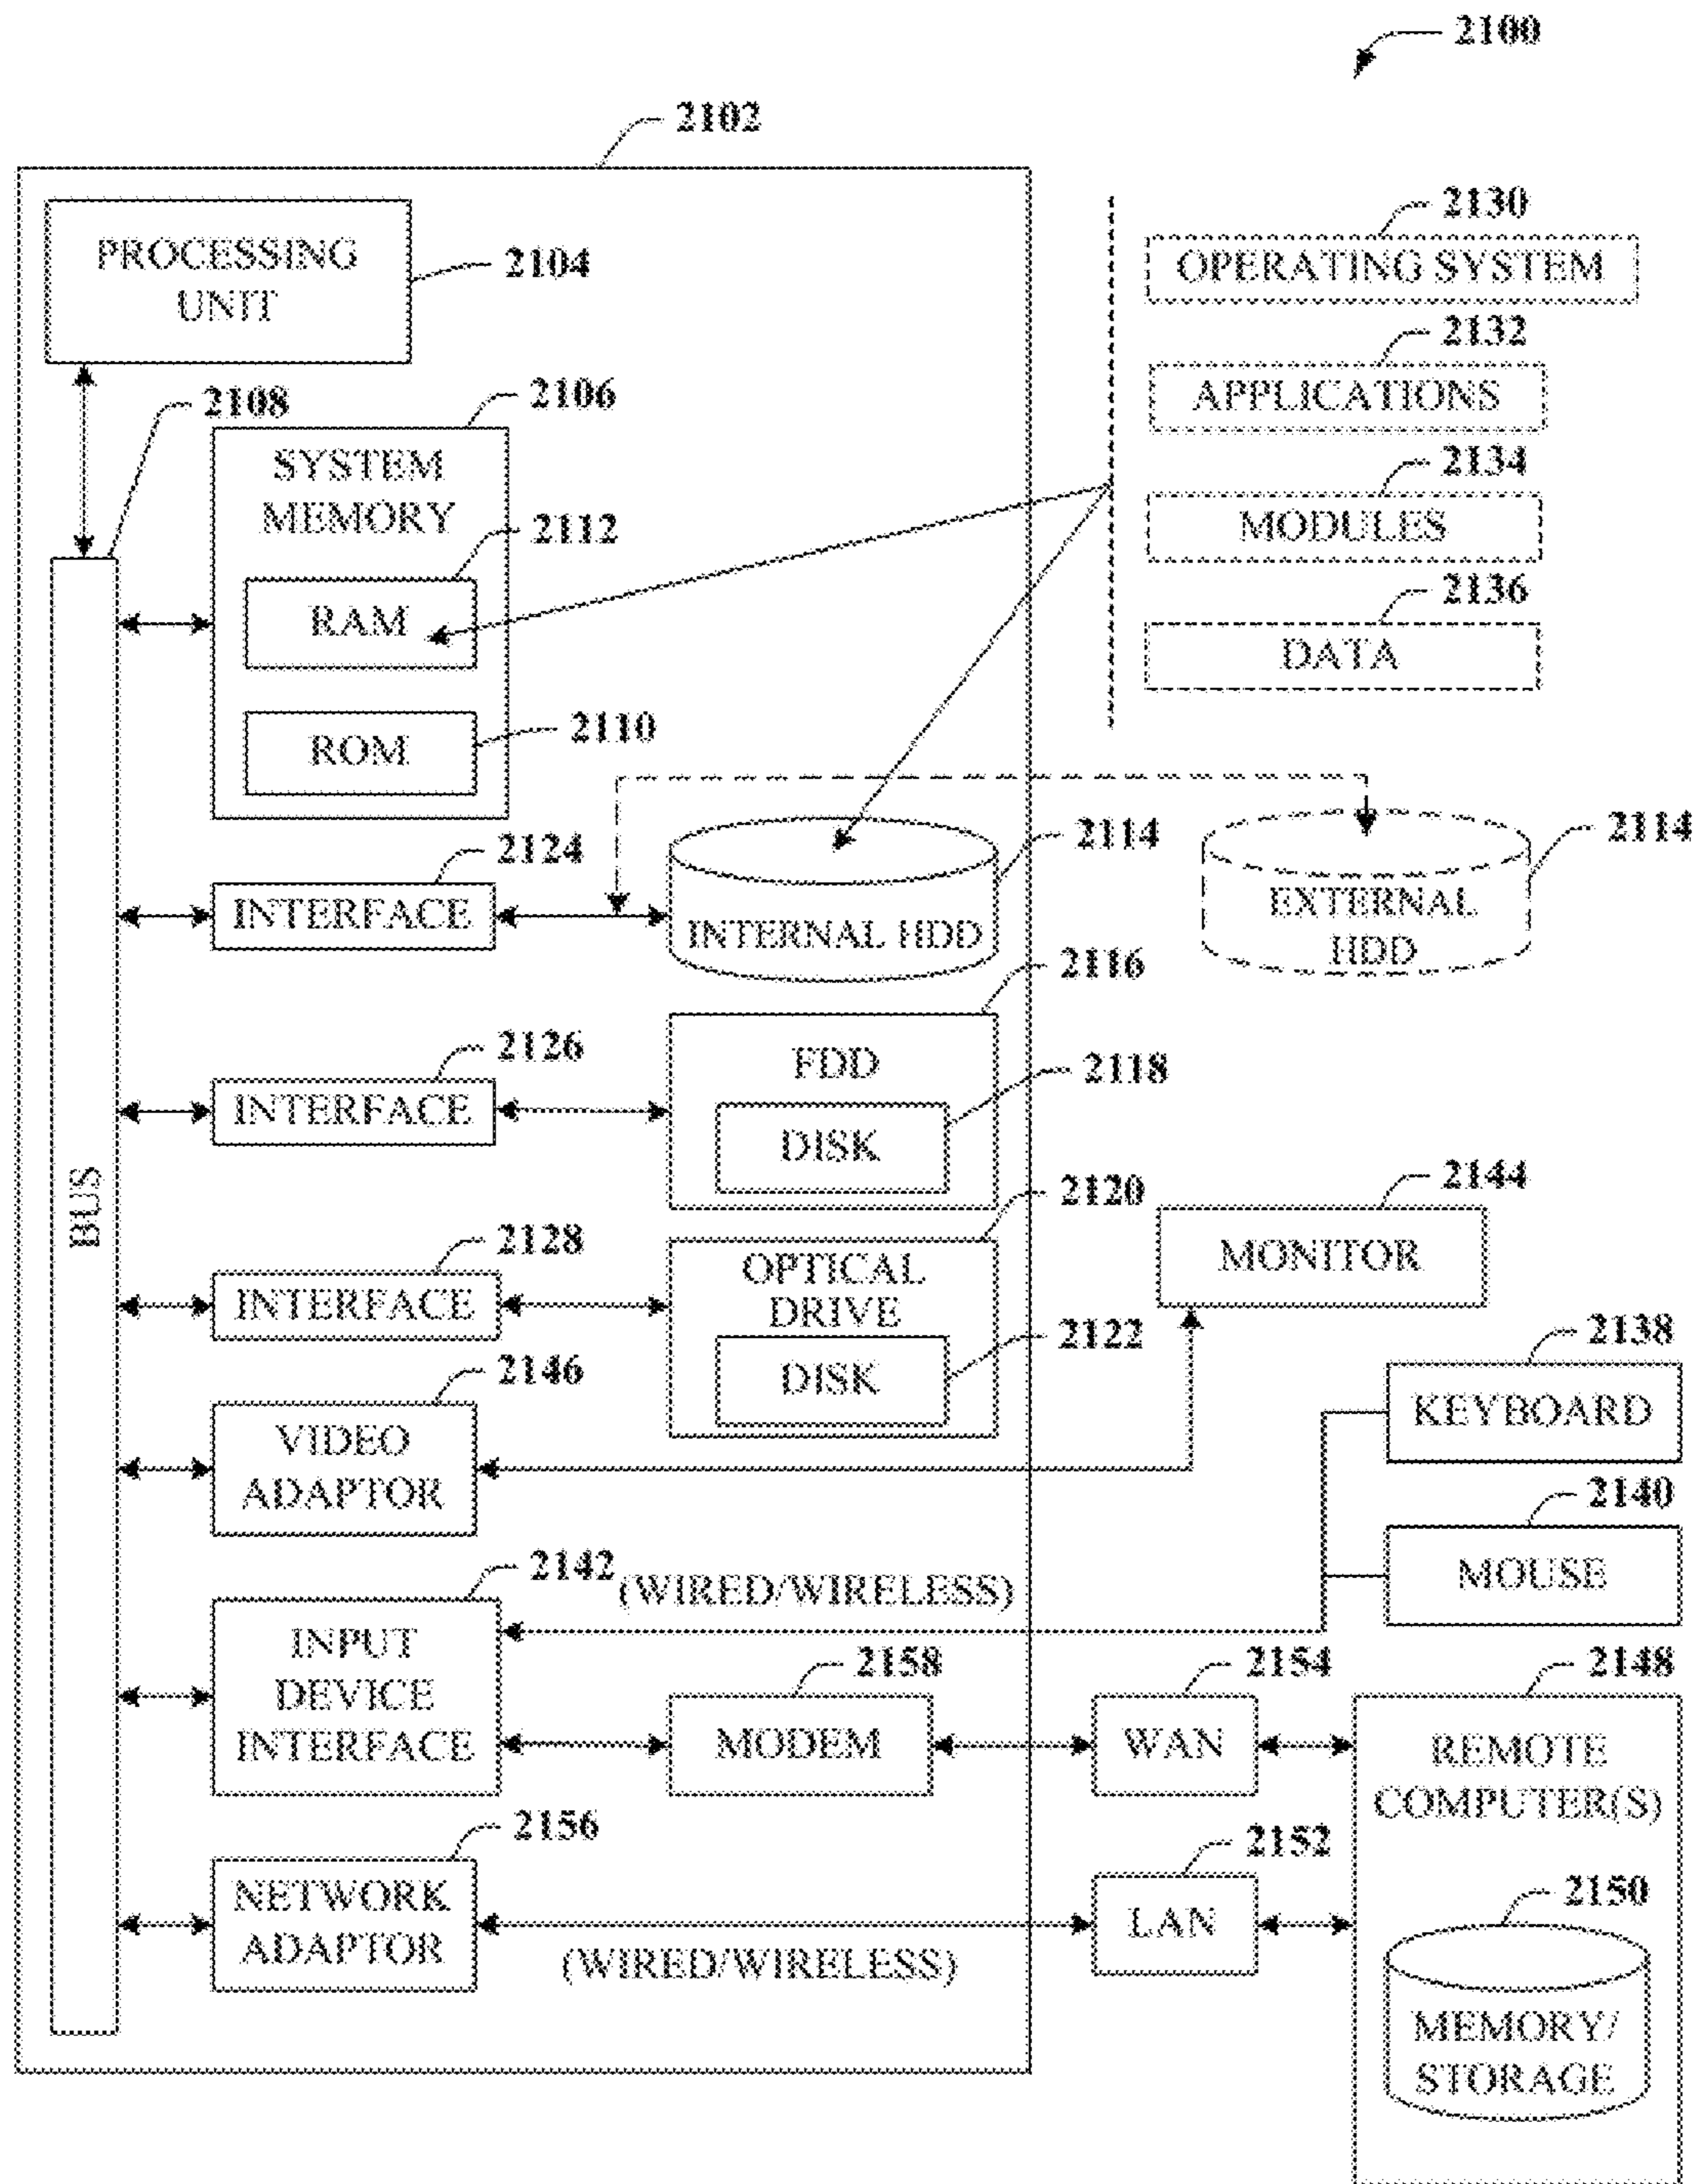 2100
2102
PROCESSING
UNIT
2104
2108
2106
SYSTEM
MEMORY
2112
RAM
2110
ROM
2130
OPERATING SYSTEM
2132
APPLICATIONS
2134
MODULES
2136
DATA
2124
INTERFACE
2114
INTERNAL HDD
2114
EXTERNAL
HDD
2126
INTERFACE
2116
FDD
2118
DISK
BUS
2128
INTERFACE
2120
OPTICAL
DRIVE
2122
DISK
2144
MONITOR
2146
VIDEO
ADAPTOR
2138
KEYBOARD
2140
MOUSE
2142
(WIRED/WIRELESS)
INPUT
DEVICE
INTERFACE
2158
MODEM
2154
WAN
2148
REMOTE
COMPUTER(S)
2156
NETWORK
ADAPTOR
(WIRED/WIRELESS)
2152
LAN
2150
MEMORY/
STORAGE